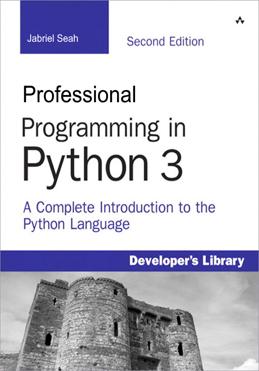 Jabriel Seah
Second Edition
Professional
Programming in
Python 3
A Complete Introduction to the
Python Language
Developer's Library